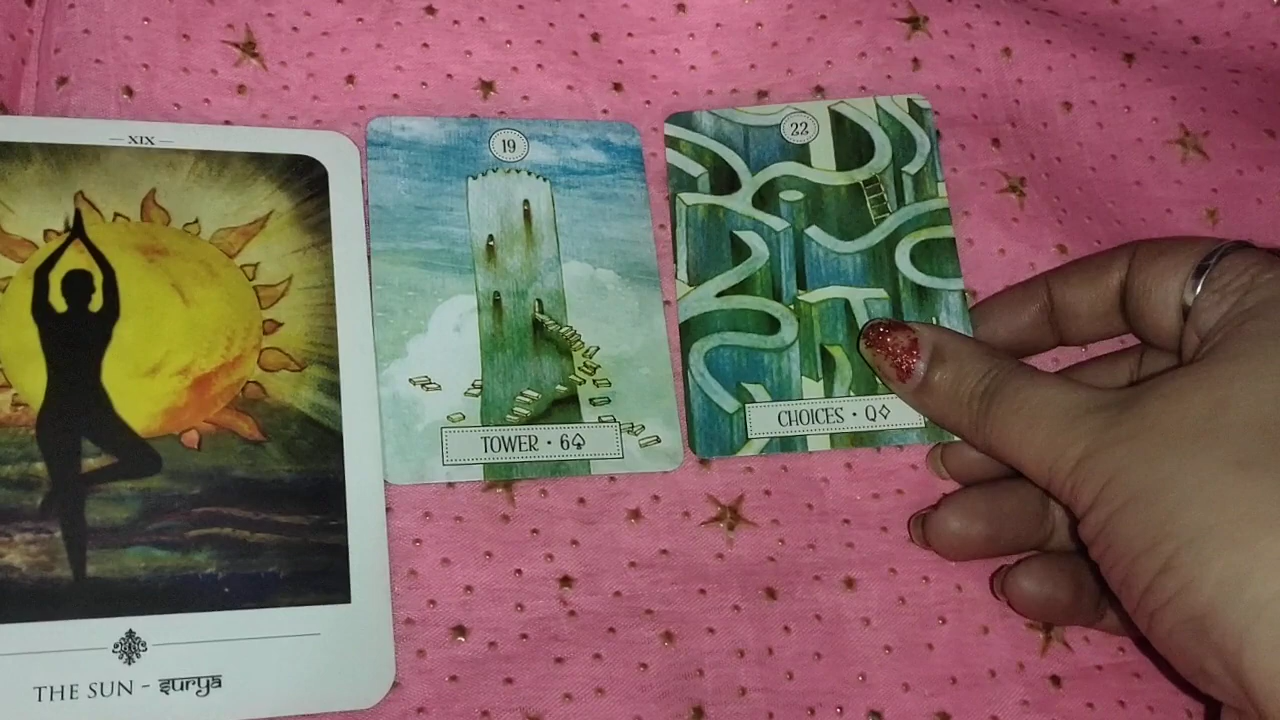 XIX
THE SUN - surya
19
TOWER • 6♤
22
CHOICES • Q♢